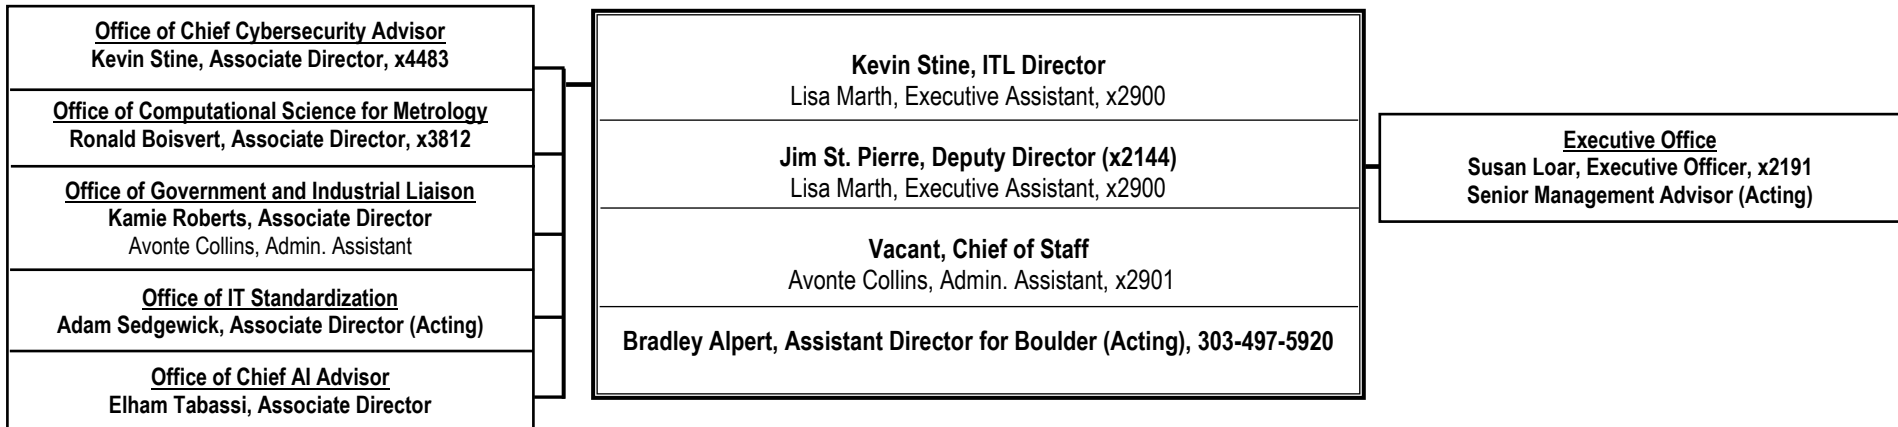 Office of Chief Cybersecurity Advisor
Kevin Stine, Associate Director, x4483
Office of Computational Science for Metrology
Ronald Boisvert, Associate Director, x3812
Office of Government and Industrial Liaison
Kamie Roberts, Associate Director
Avonte Collins, Admin. Assistant
Office of IT Standardization
Adam Sedgewick, Associate Director (Acting)
Office of Chief AI Advisor
Elham Tabassi, Associate Director
Kevin Stine, ITL Director
Lisa Marth, Executive Assistant, x2900
Jim St. Pierre, Deputy Director (x2144)
Lisa Marth, Executive Assistant, x2900
Vacant, Chief of Staff
Avonte Collins, Admin. Assistant, x2901
Bradley Alpert, Assistant Director for Boulder (Acting), 303-497-5920
Executive Office
Susan Loar, Executive Officer, x2191
Senior Management Advisor (Acting)